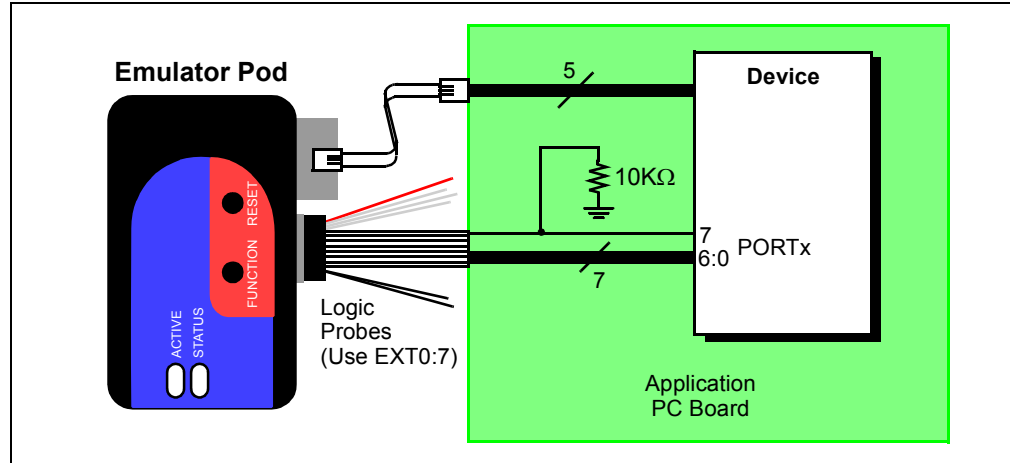 Emulator Pod
5
Device
10KΩ
RESET
FUNCTION
7
6:0
PORTx
7
Logic
Probes
(Use EXT0:7)
ACTIVE
STATUS
Application
PC Board